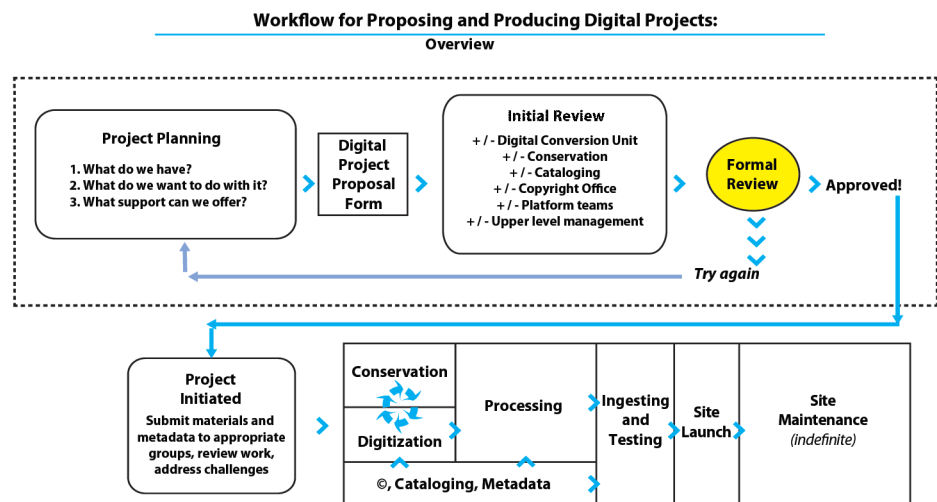 Workflow for Proposing and Producing Digital Projects:
Overview
Project Planning
1. What do we have?
2. What do we want to do with it?
3. What support can we offer?
Digital
Project
Proposal
Form
Initial Review
+ / - Digital Conversion Unit
+ / - Conservation
+ / - Cataloging
+ / - Copyright Office
+ / - Platform teams
+ / - Upper level management
Formal
Review
Approved!
Try again
Project
Initiated
Submit materials and
metadata to appropriate
groups, review work,
address challenges
Conservation
Digitization
Processing
©, Cataloging, Metadata
Ingesting
and
Testing
Site
Launch
Site
Maintenance
(indefinite)